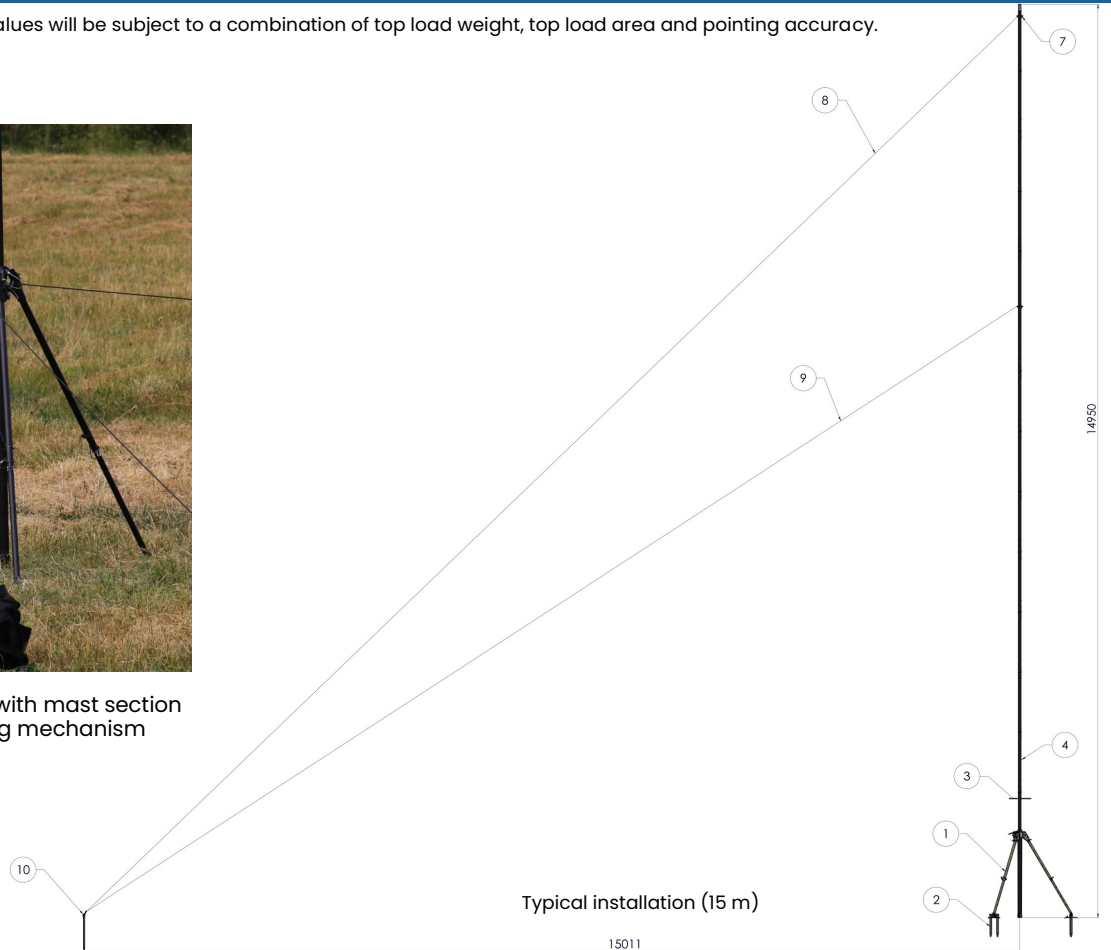 alues will be subject to a combination of top load weight, top load area and pointing accuracy.
7
8
9
14950
4
3
with mast section
g mechanism
1
10
2
Typical installation (15 m)
15011